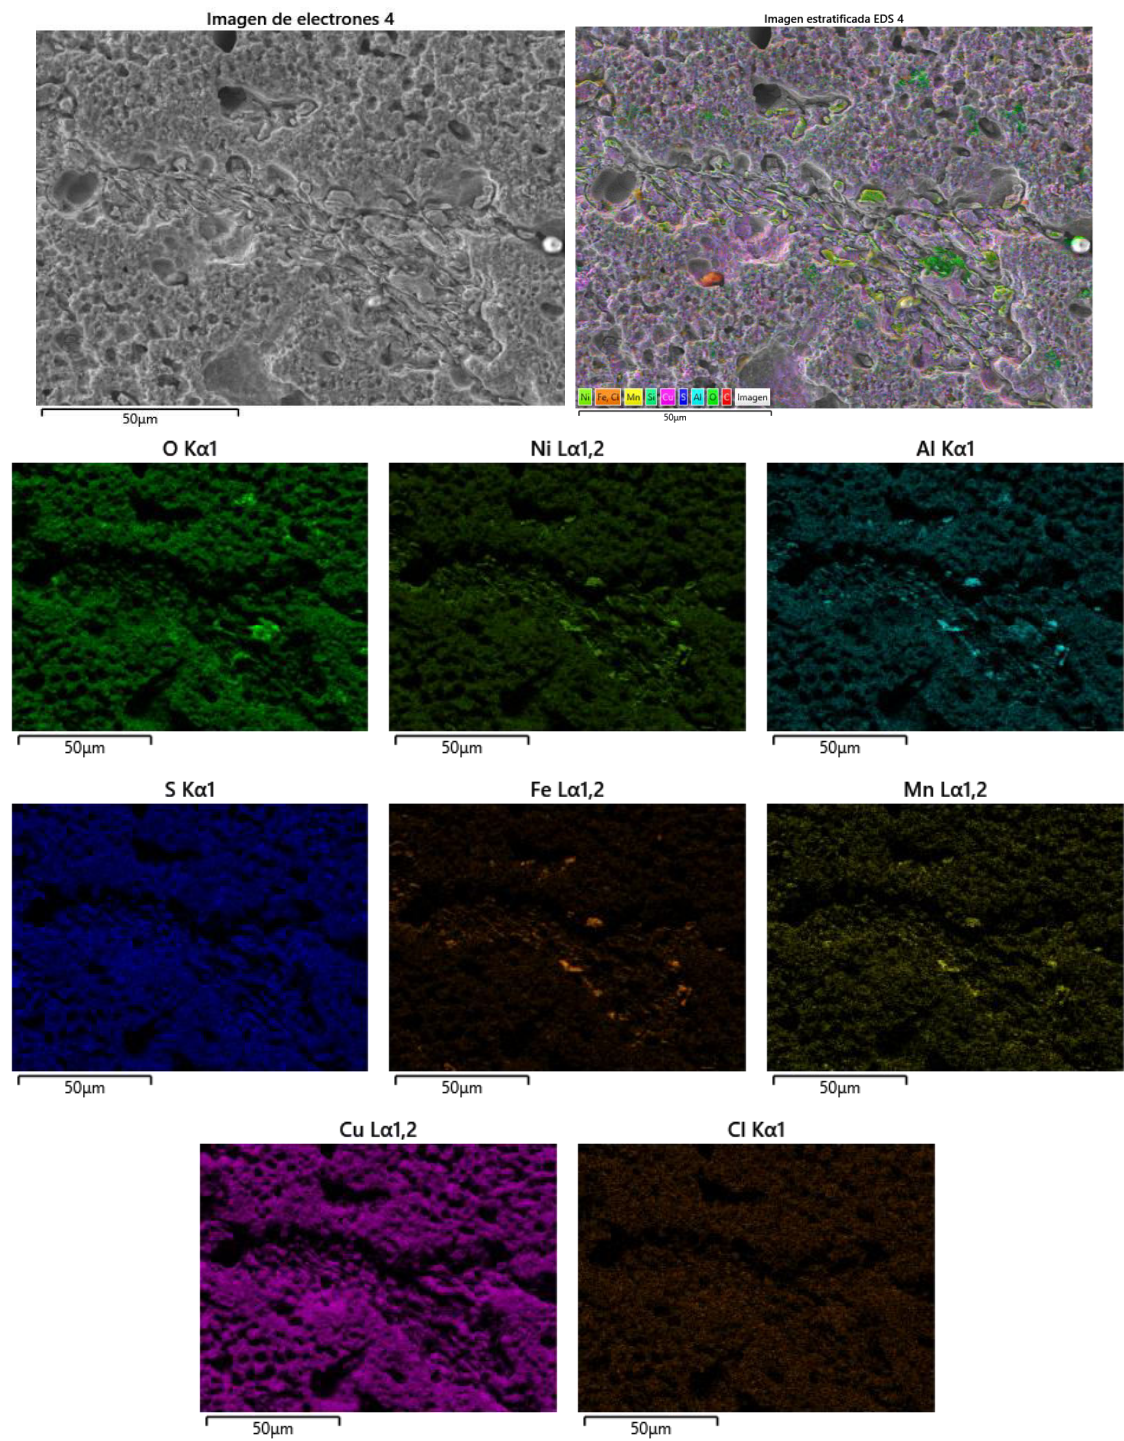 Imagen de electrones 4
Imagen estratificada EDS 4
Ni Fe, Cl Mn Si Cu S Al O C Imagen
50μm
50μm
O Kα1
Ni Lα1,2
Al Kα1
50μm
50μm
50μm
S Kα1
Fe Lα1,2
Mn Lα1,2
50μm
50μm
50μm
Cu Lα1,2
Cl Kα1
50μm
50μm